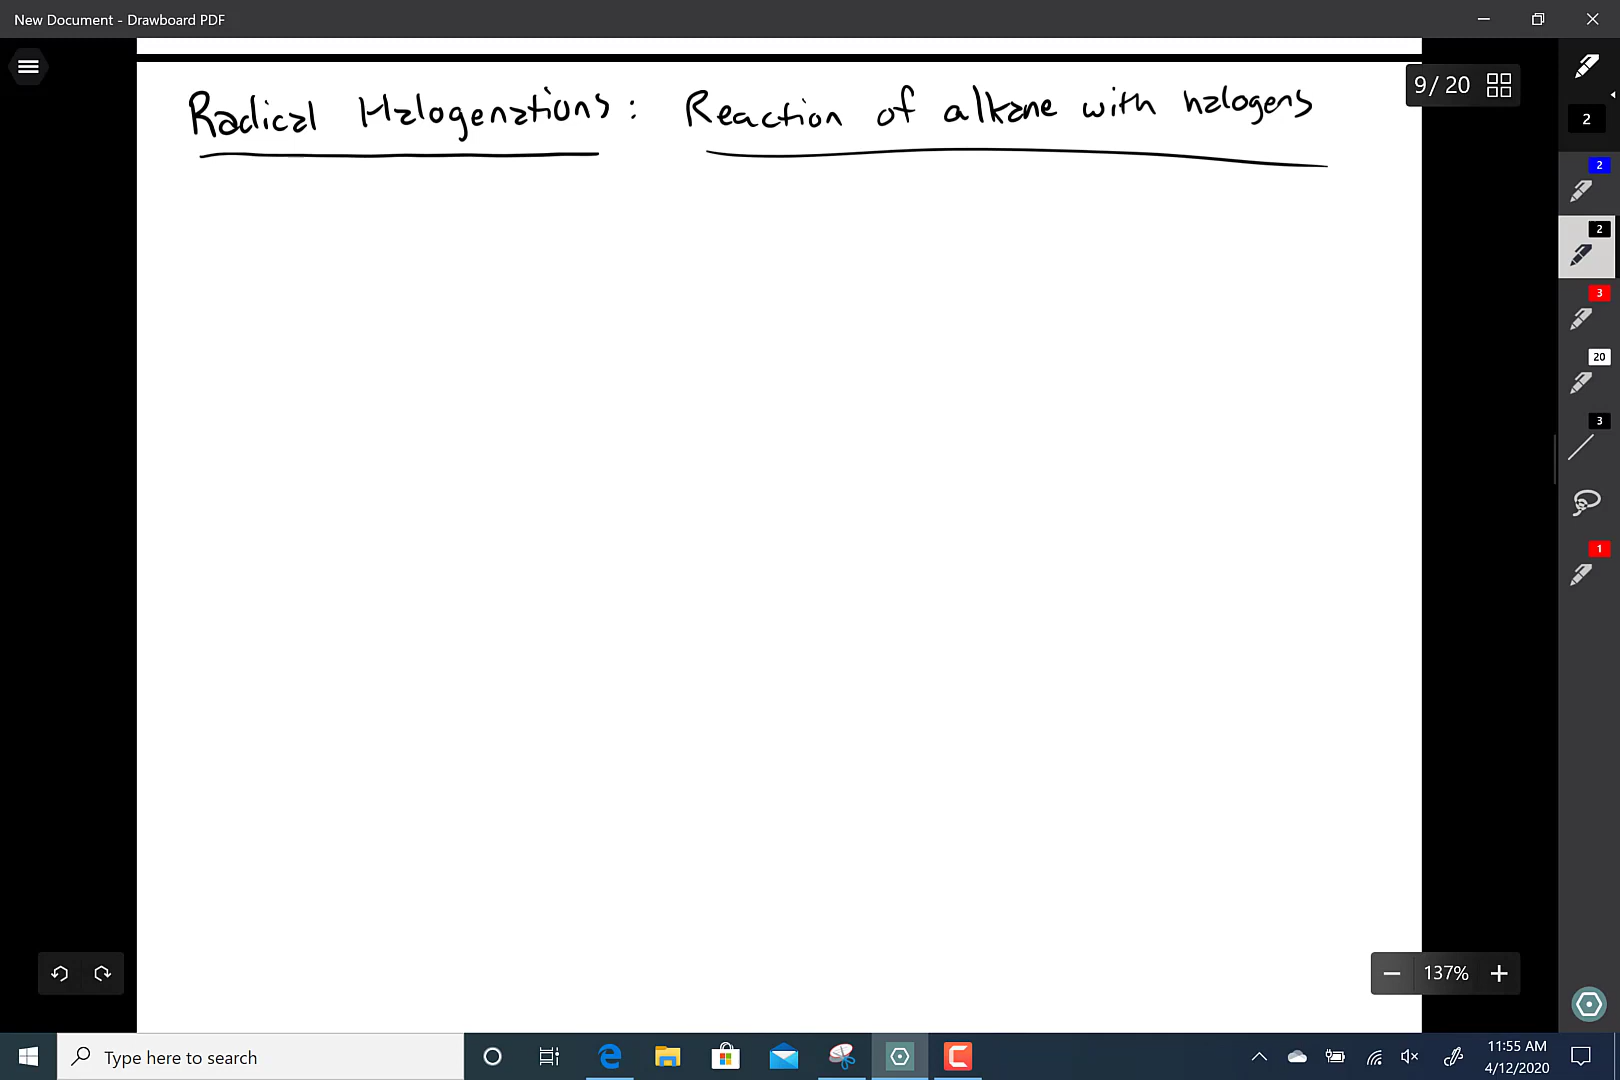 New Document - Drawboard PDF
9/ 20
2
2
2
3
20
3
1
Radical Halogenations: Reaction of alkane with halogens
137%
Type here to search
11:55 AM
4/12/2020